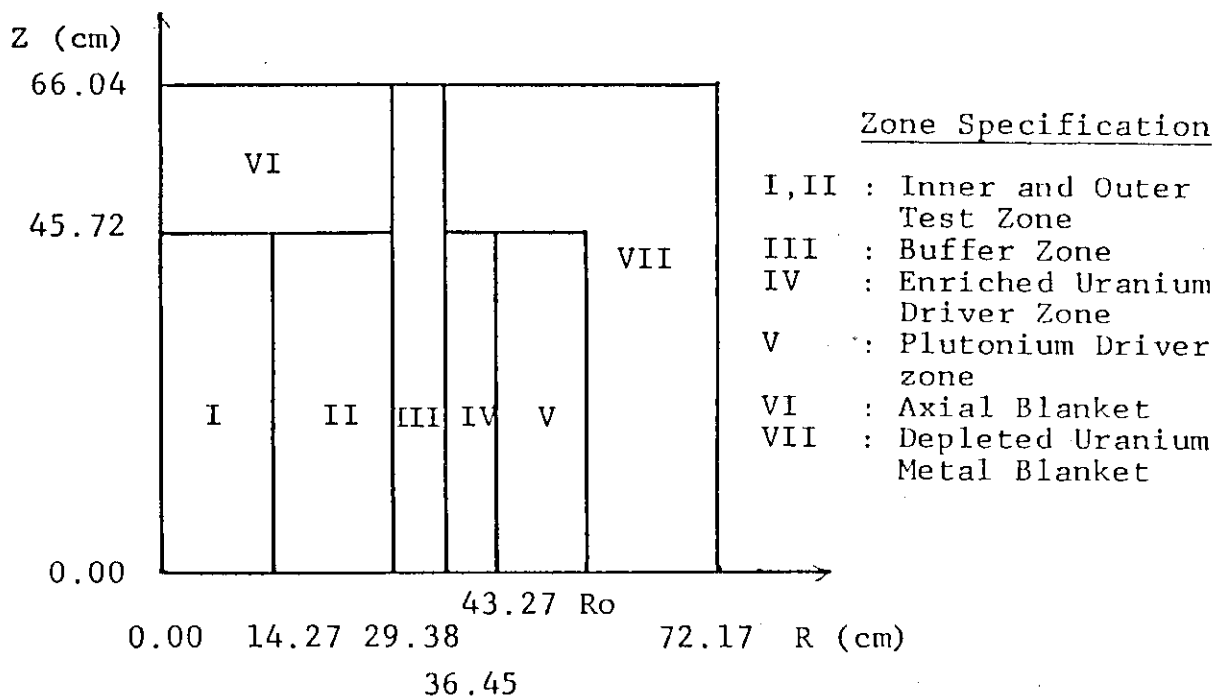 Z (cm)
66.04
45.72
0.00
VI
VII
I
II
III
IV
V
43.27 Ro
0.00 14.27 29.38 72.17 R (cm)
36.45
Zone Specification
I,II : Inner and Outer
Test Zone
III : Buffer Zone
IV : Enriched Uranium
Driver Zone
V : Plutonium Driver
zone
VI : Axial Blanket
VII : Depleted Uranium
Metal Blanket